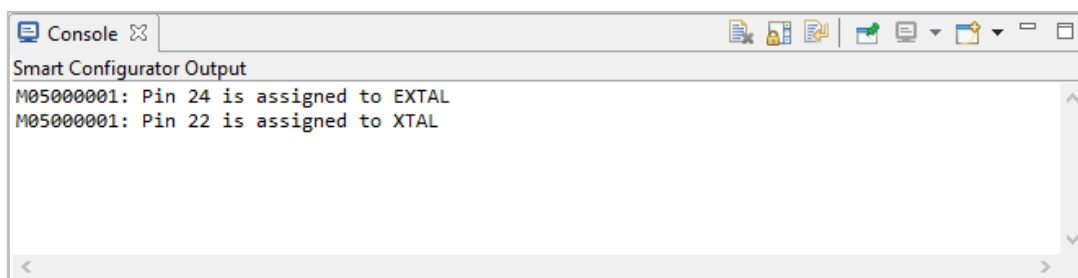 Console
Smart Configurator Output
M05000001: Pin 24 is assigned to EXTAL
M05000001: Pin 22 is assigned to XTAL